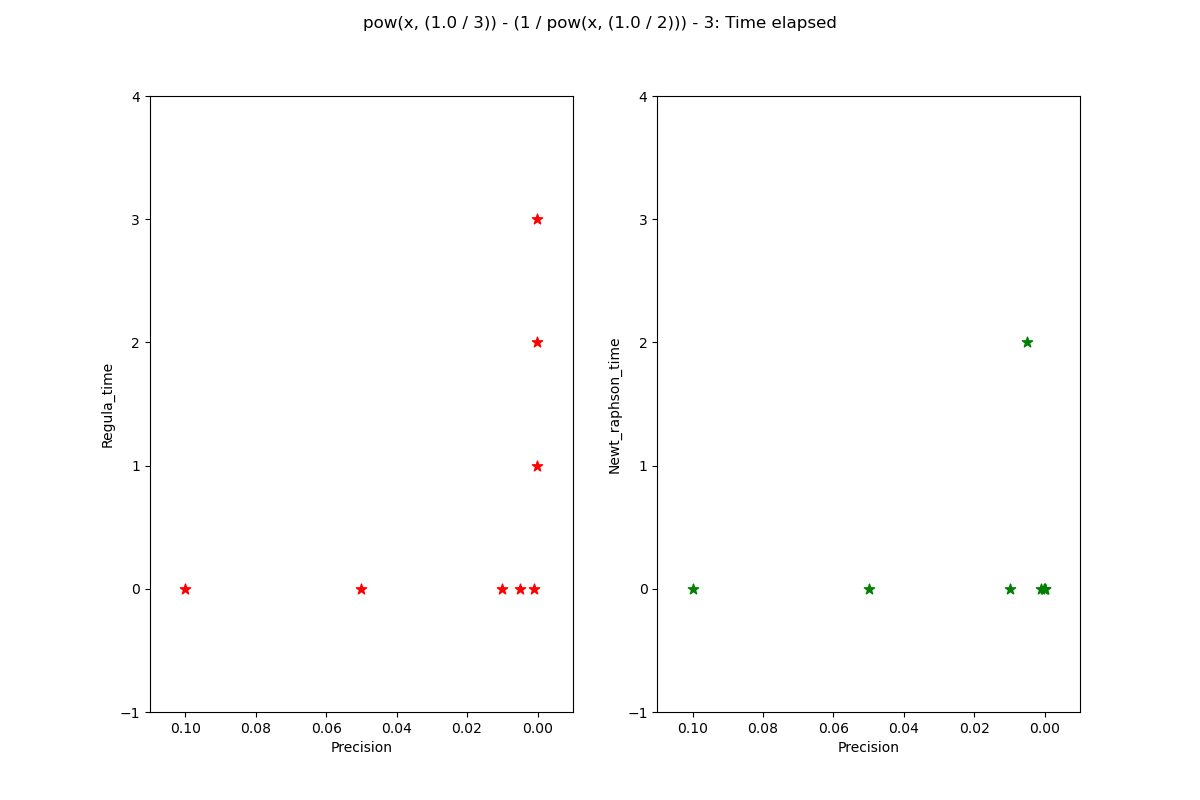 pow(x, (1.0 / 3)) - (1 / pow(x, (1.0 / 2))) - 3: Time elapsed
4
3
2
1
0
−1
Regula_time
0.10 0.08 0.06 0.04 0.02 0.00
Precision
4
3
2
1
0
−1
Newt_raphson_time
0.10 0.08 0.06 0.04 0.02 0.00
Precision